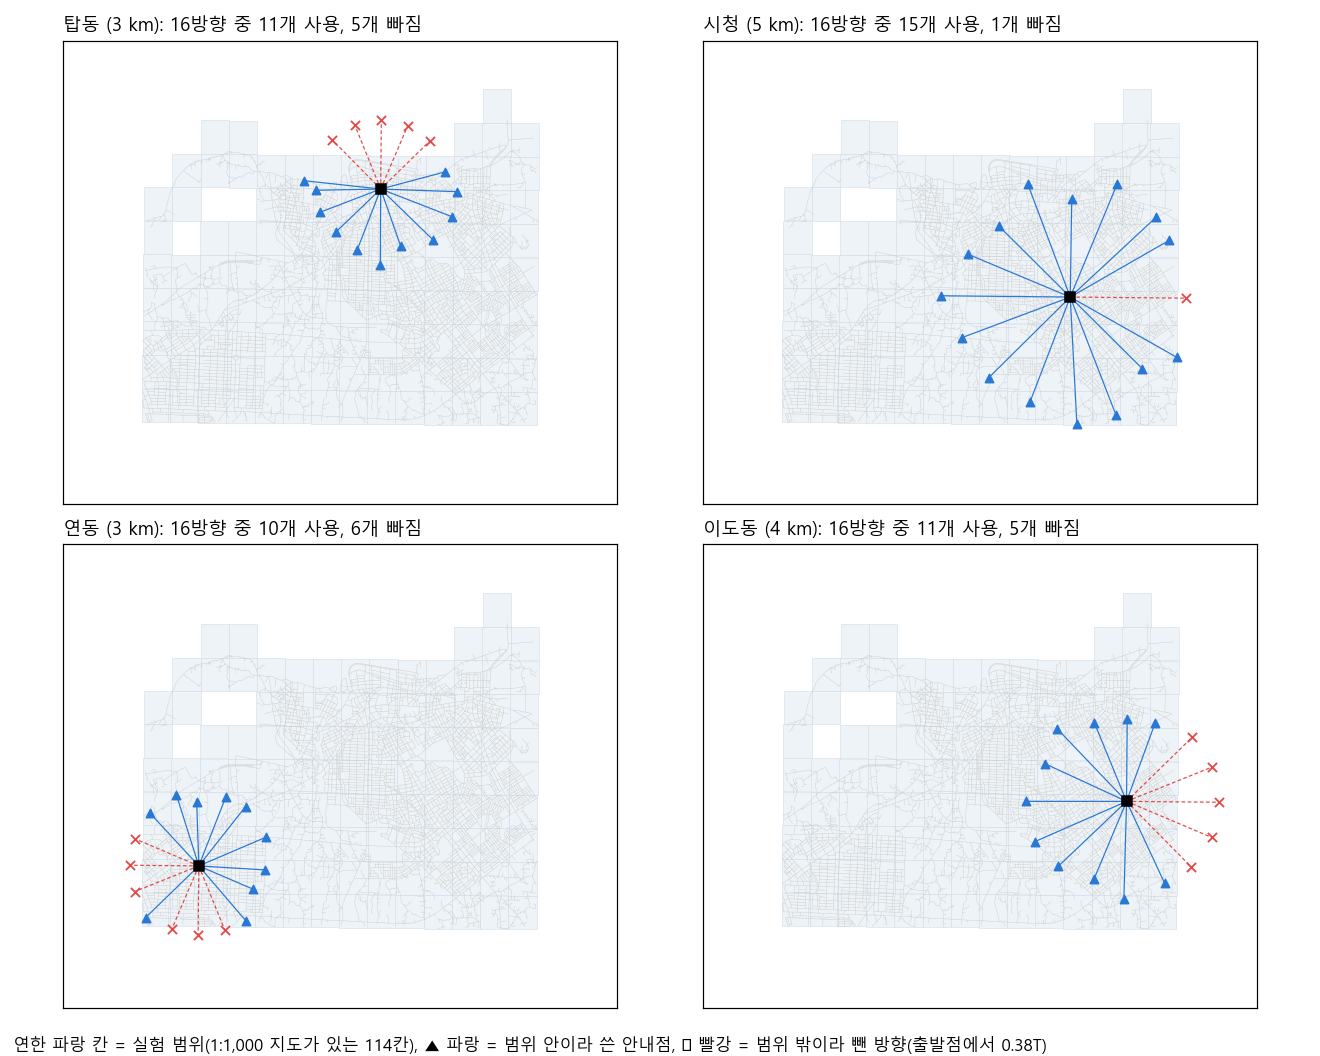 탑동 (3 km): 16방향 중 11개 사용, 5개 빠짐
시청 (5 km): 16방향 중 15개 사용, 1개 빠짐
연동 (3 km): 16방향 중 10개 사용, 6개 빠짐
이도동 (4 km): 16방향 중 11개 사용, 5개 빠짐
연한 파랑 칸 = 실험 범위(1:1,000 지도가 있는 114칸), ▲ 파랑 = 범위 안이라 쓴 안내점, ▯ 빨강 = 범위 밖이라 뺀 방향(출발점에서 0.38T)